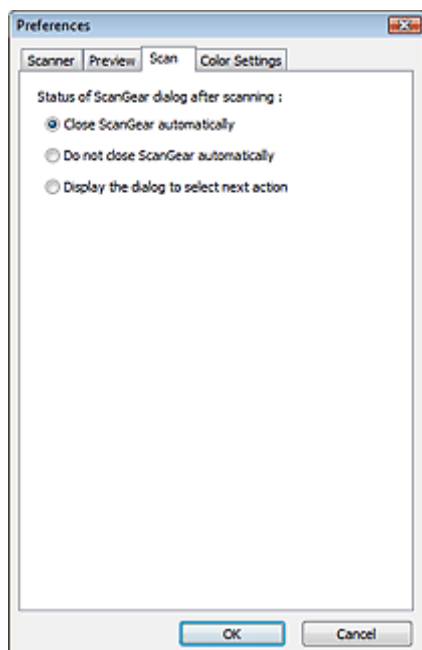 Preferences
Scanner Preview Scan Color Settings
Status of ScanGear dialog after scanning :
Close ScanGear automatically
Do not close ScanGear automatically
Display the dialog to select next action
OK Cancel